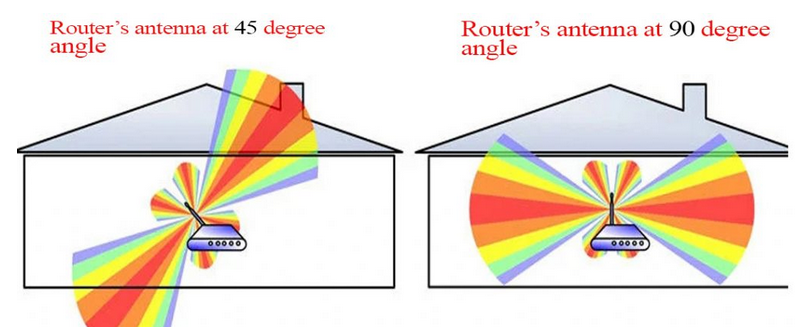 Router's antenna at 45 degree
angle
Router's antenna at 90 degree
angle